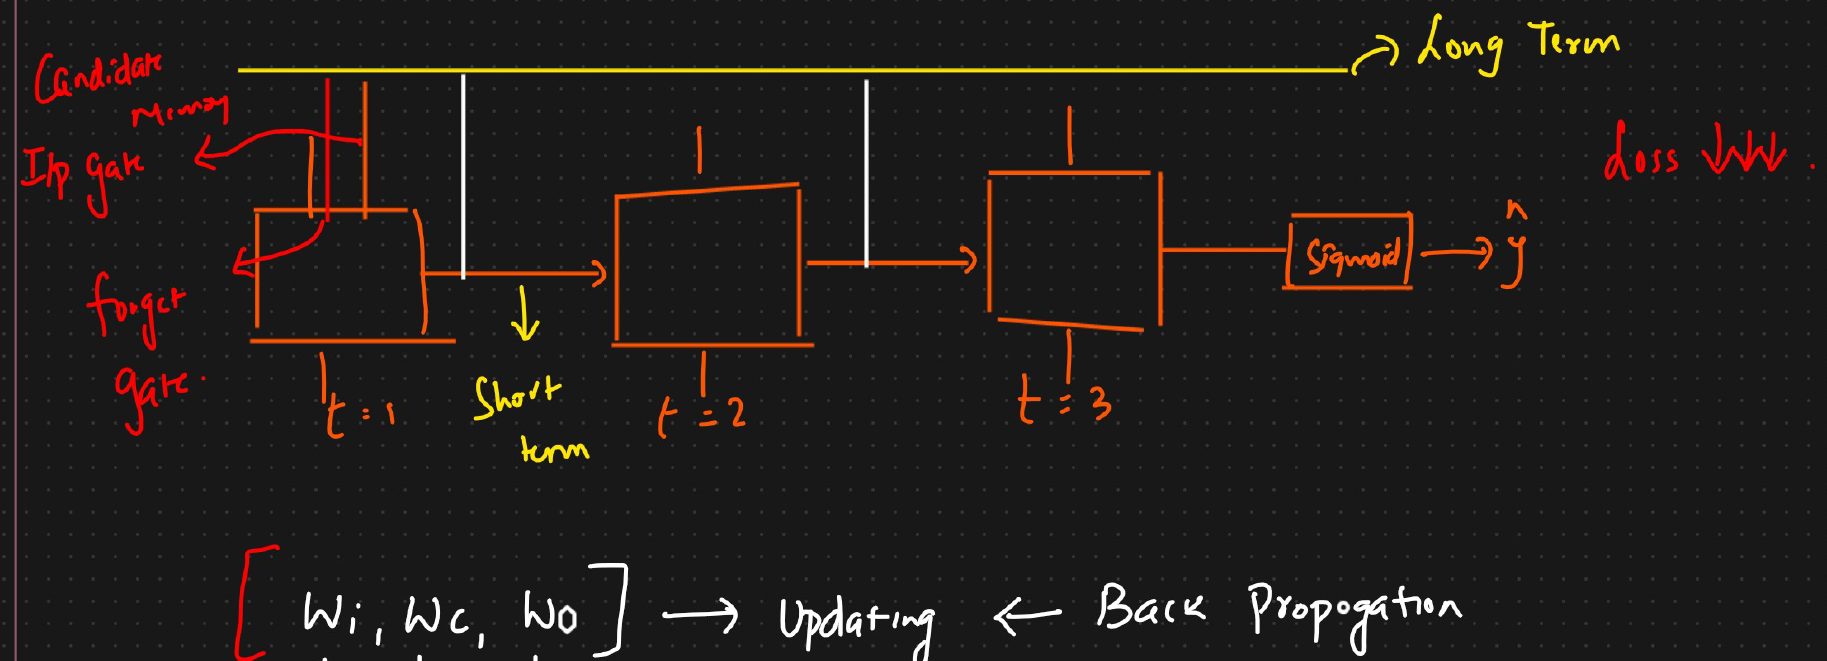 Long Term
Candidate
Memory
I/p gate
Loss ↓↓↓.
ŷ
Sigmoid
forget
gate.
t = 1
Short
term
t = 2
t = 3
[Wi, Wc, Wo] → Updating ← Back Propogation